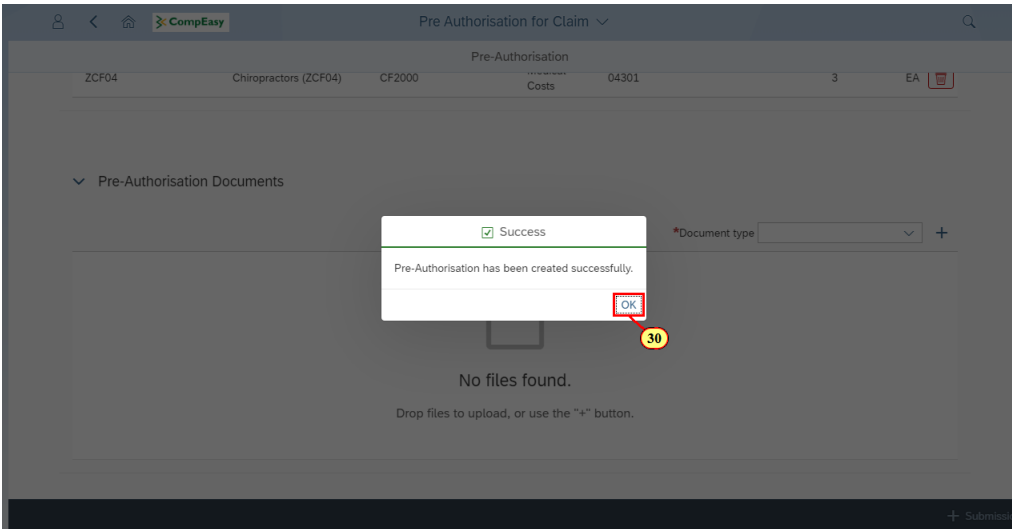 CompEasy
Pre Authorisation for Claim
Pre-Authorisation
ZCF04 Chiropractors (ZCF04) CF2000 Medical Costs 04301 3 EA
Pre-Authorisation Documents
Success
*Document type
Pre-Authorisation has been created successfully.
OK
30
No files found.
Drop files to upload, or use the "+" button.